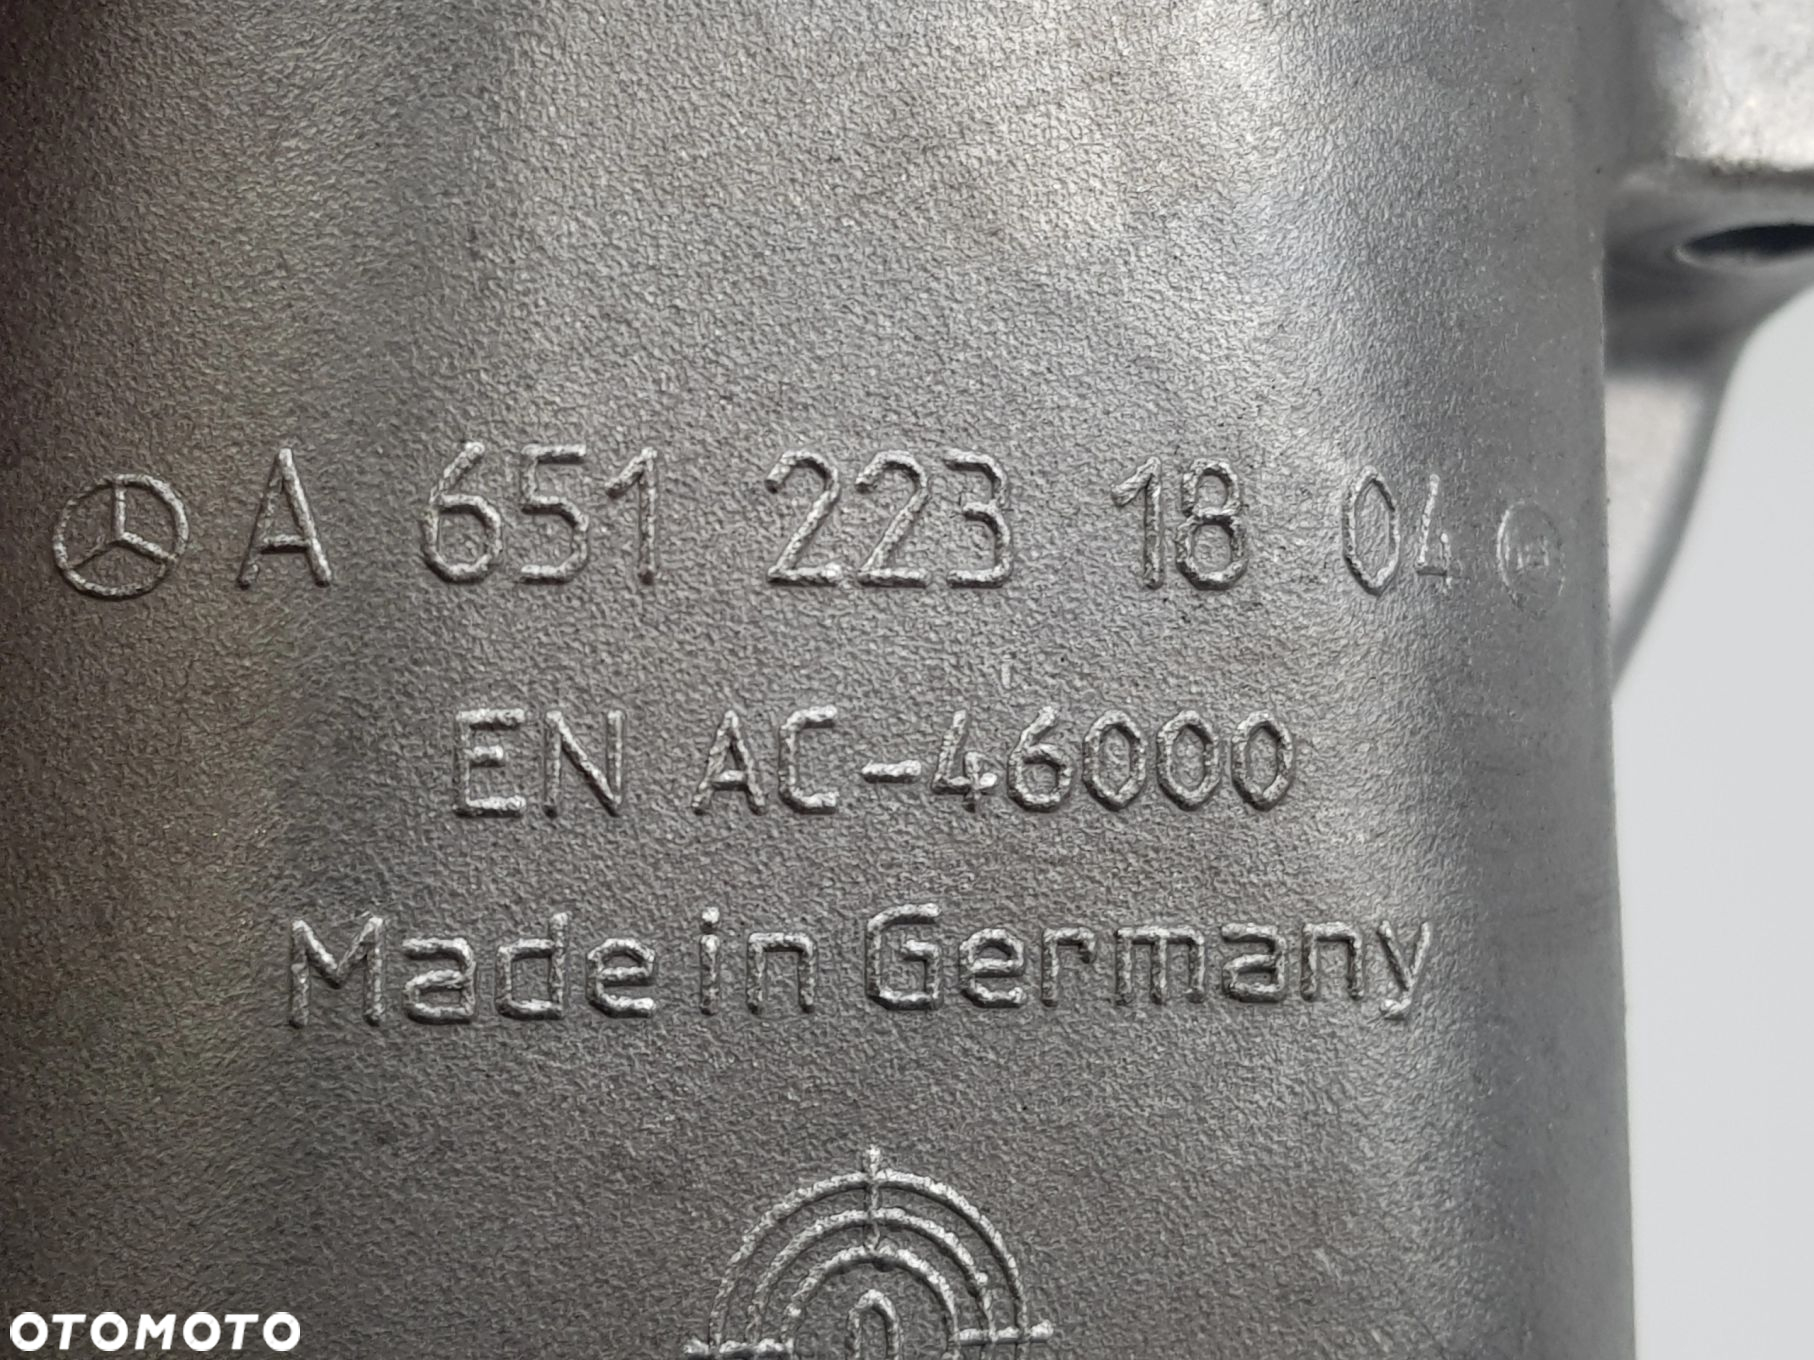 A 651 223 18 04
EN AC-46000
Made in Germany
OTOMOTO